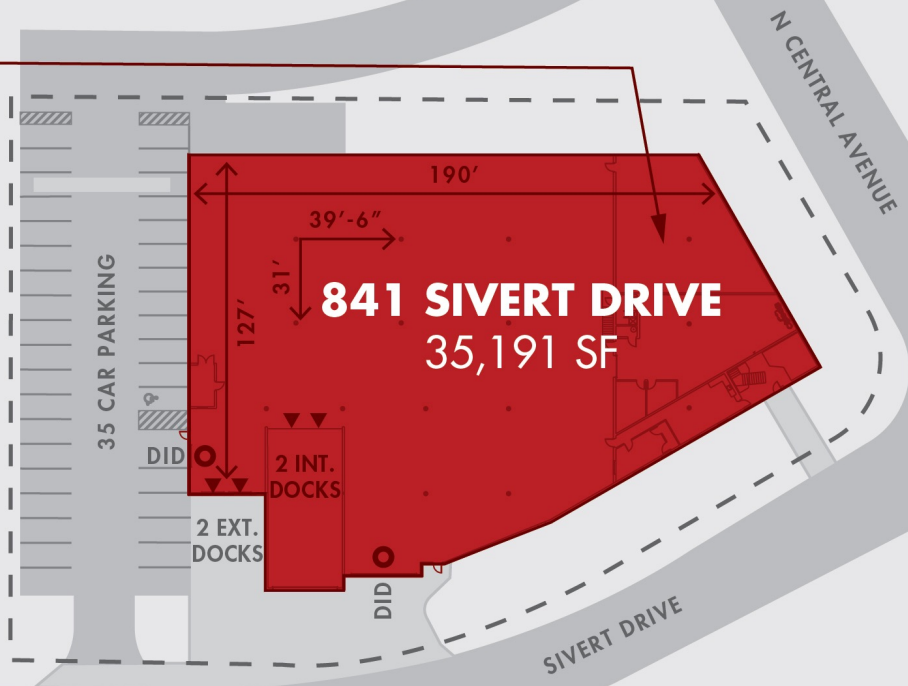 N CENTRAL AVENUE
190'
39'-6"
31'
127'
841 SIVERT DRIVE
35,191 SF
35 CAR PARKING
DID
2 INT.
DOCKS
2 EXT.
DOCKS
DID
SIVERT DRIVE